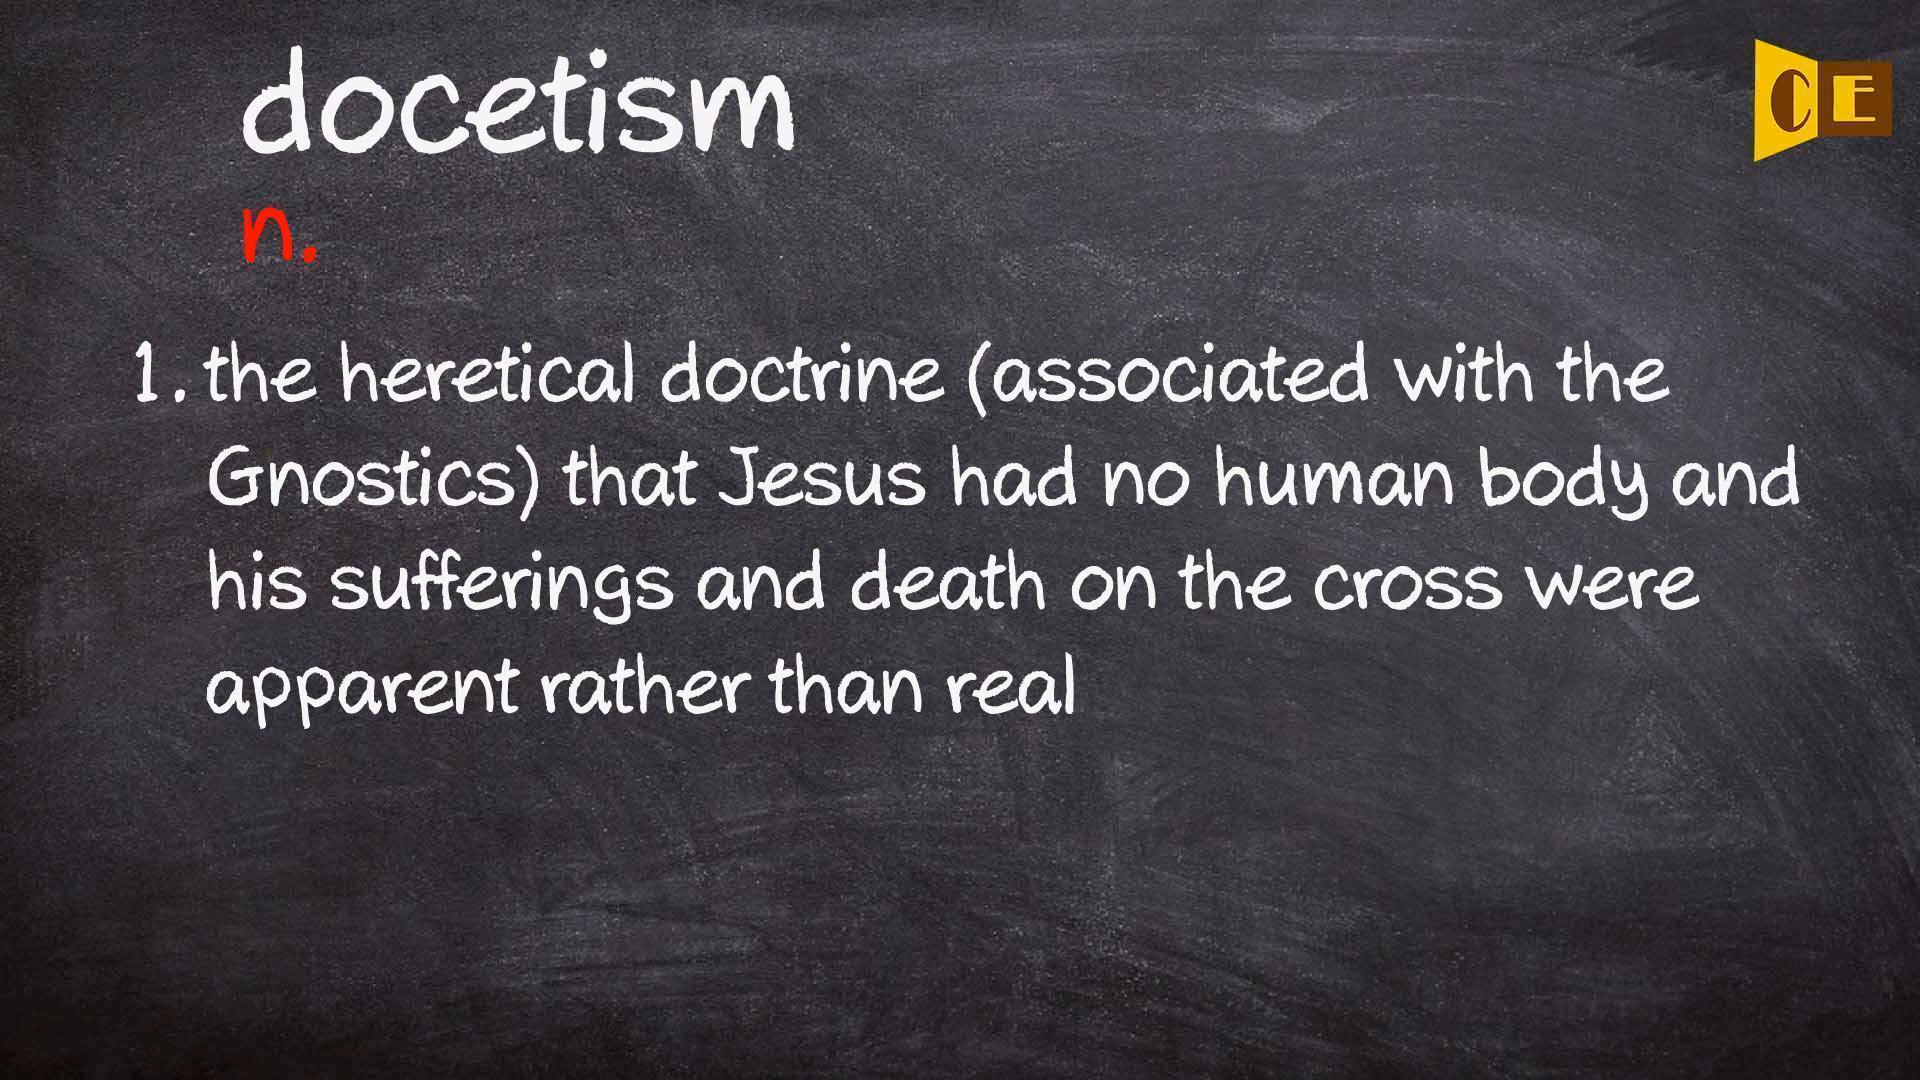 docetism
CE
n.
1. the heretical doctrine (associated with the
Gnostics) that Jesus had no human body and
his sufferings and death on the cross were
apparent rather than real